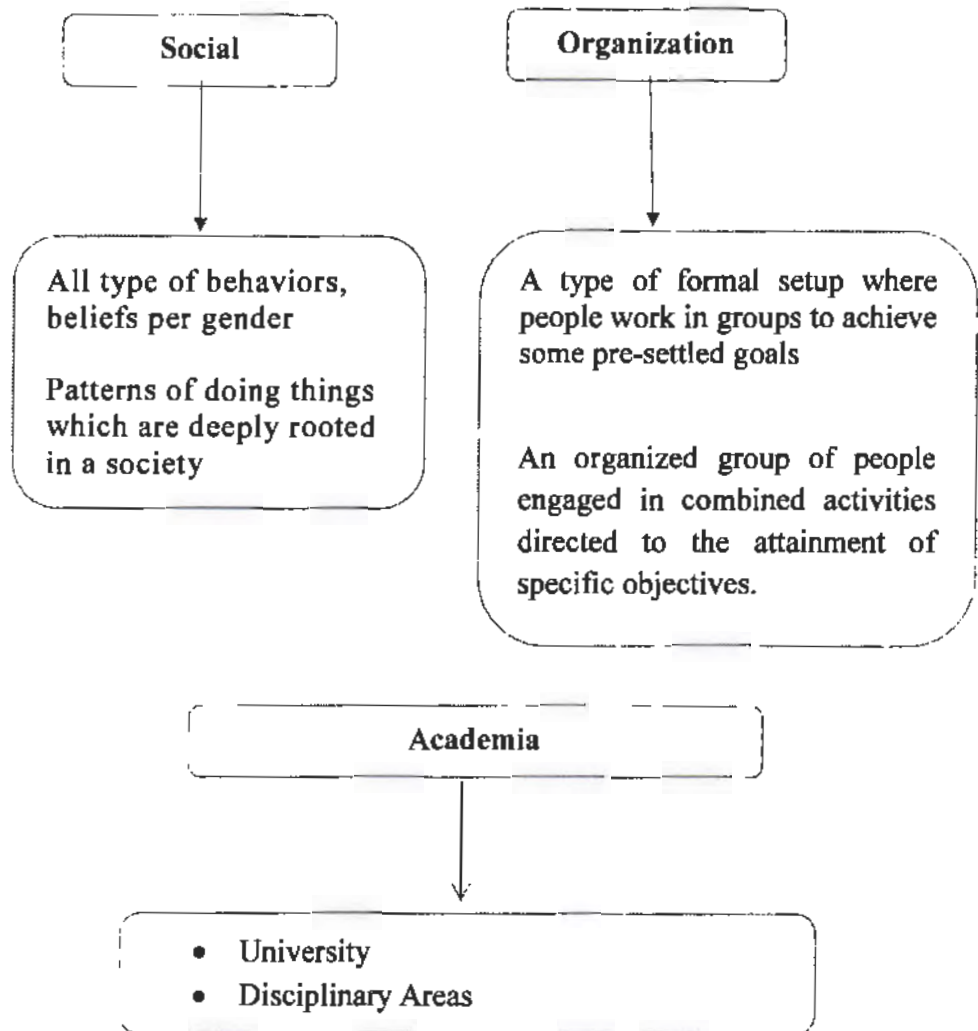 Social
Organization
All type of behaviors,
beliefs per gender
Patterns of doing things
which are deeply rooted
in a society
A type of formal setup where
people work in groups to achieve
some pre-settled goals
An organized group of people
engaged in combined activities
directed to the attainment of
specific objectives.
Academia
• University
• Disciplinary Areas